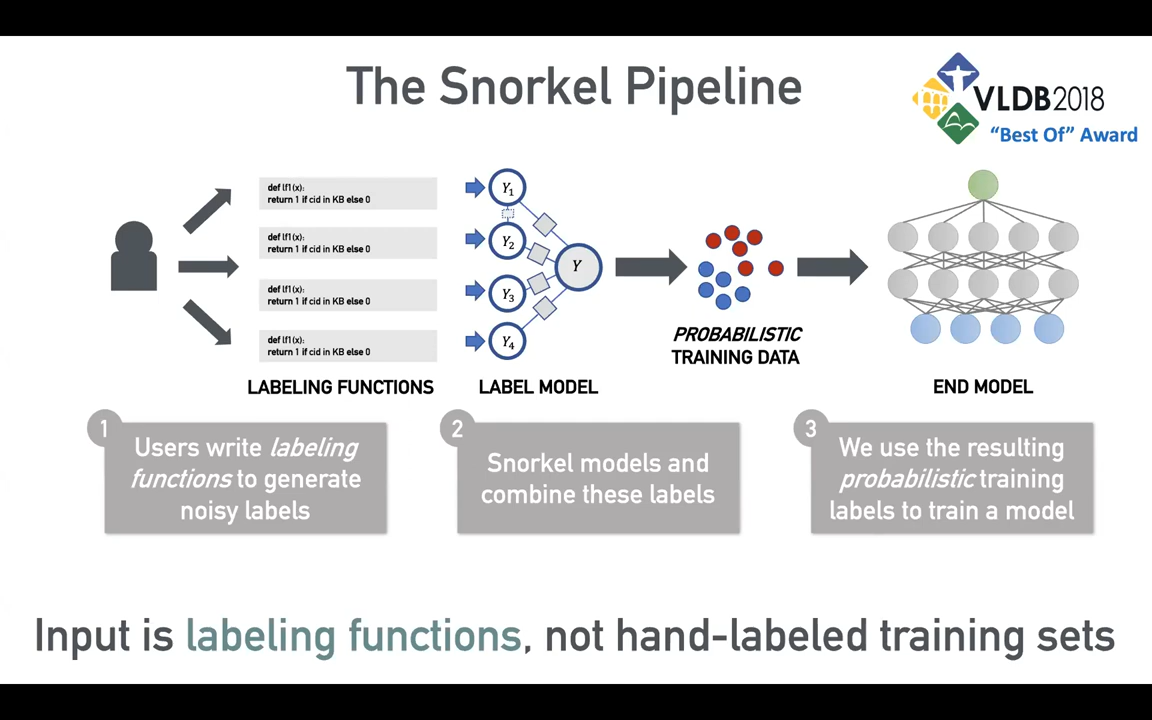 The Snorkel Pipeline
VLDB2018
“Best Of” Award
def lf1(x):
return 1 if cid in KB else 0
def lf1(x):
return 1 if cid in KB else 0
def lf1(x):
return 1 if cid in KB else 0
def lf1(x):
return 1 if cid in KB else 0
Y1
Y2
Y3
Y4
Y
LABELING FUNCTIONS
LABEL MODEL
PROBABILISTIC
TRAINING DATA
END MODEL
1
Users write labeling
functions to generate
noisy labels
2
Snorkel models and
combine these labels
3
We use the resulting
probabilistic training
labels to train a model
Input is labeling functions, not hand-labeled training sets